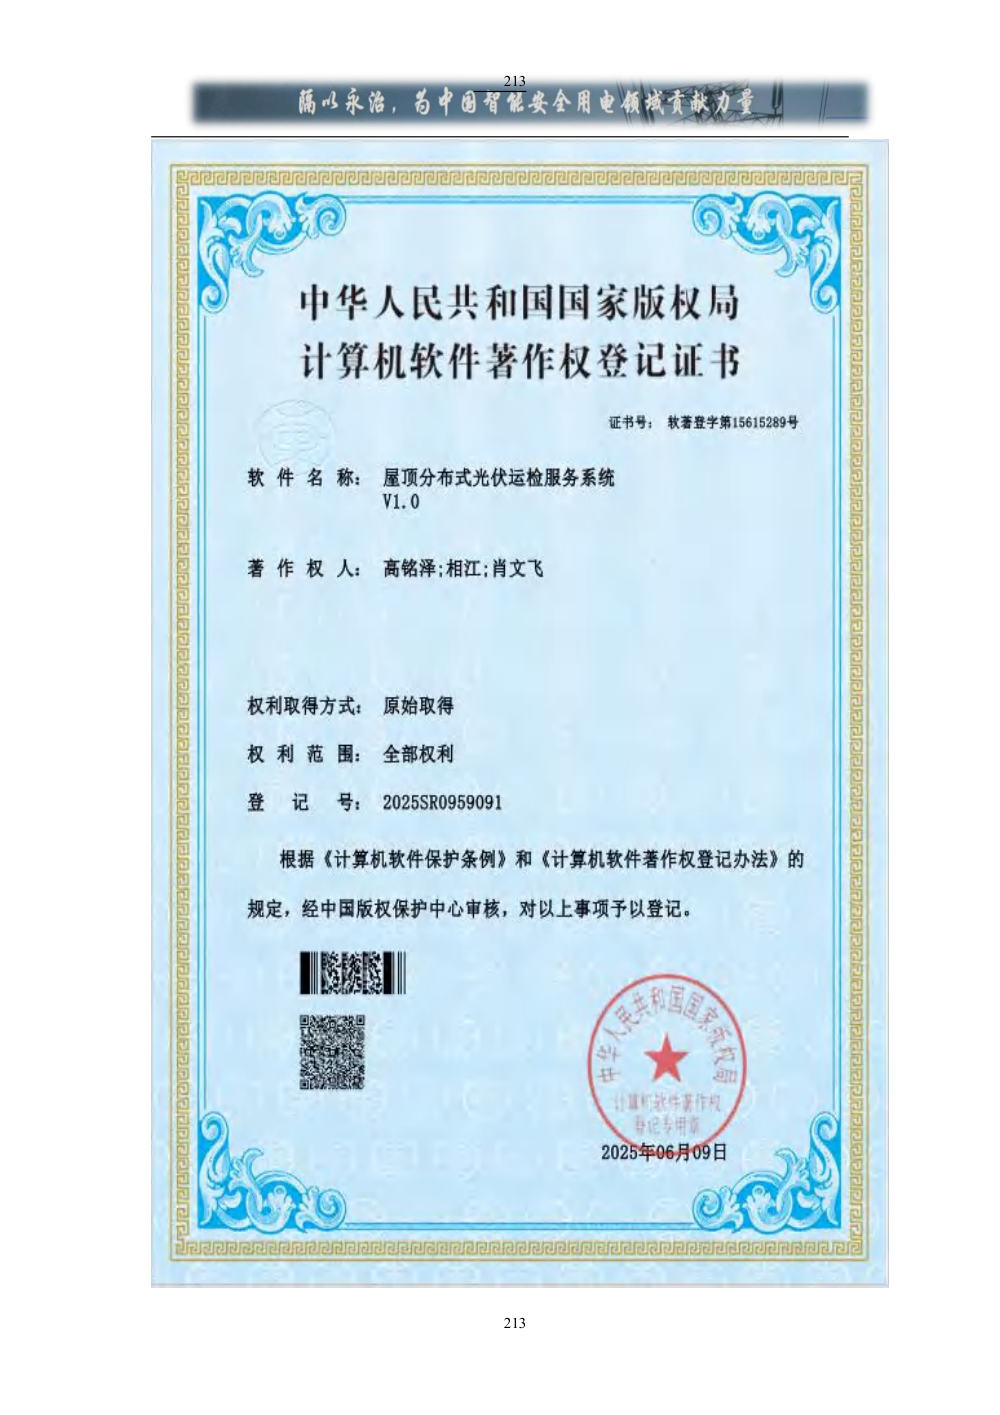 213
隔以永治，为中国智能安全用电领域贡献力量
中华人民共和国国家版权局
计算机软件著作权登记证书
证书号： 软著登字第15615289号
软件名称： 屋顶分布式光伏运检服务系统
V1.0
著作权人： 高铭泽;相江;肖文飞
权利取得方式： 原始取得
权利范围： 全部权利
登记号： 2025SR0959091
根据《计算机软件保护条例》和《计算机软件著作权登记办法》的
规定，经中国版权保护中心审核，对以上事项予以登记。
中华人民共和国国家版权局
计算机软件著作权
登记专用章
2025年06月09日
213